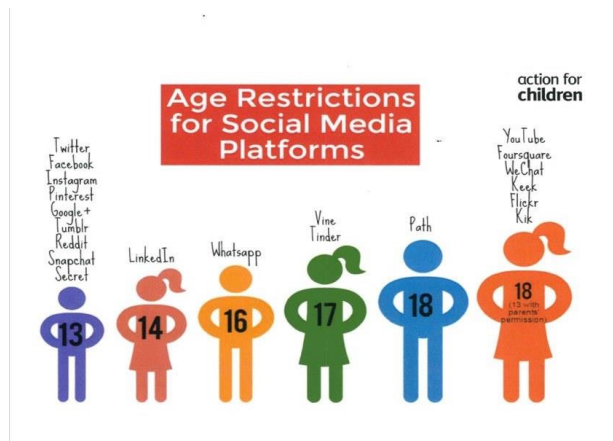 action for
children
Age Restrictions
for Social Media
Platforms
Twitter
Facebook
Instagram
Pinterest
Google+
Tumblr
Reddit
Snapchat
Secret
13
LinkedIn
14
Whatsapp
16
Vine
Tinder
17
Path
18
YouTube
Foursquare
WeChat
Keek
Flickr
Kik
18
(13 with
parents'
permission)